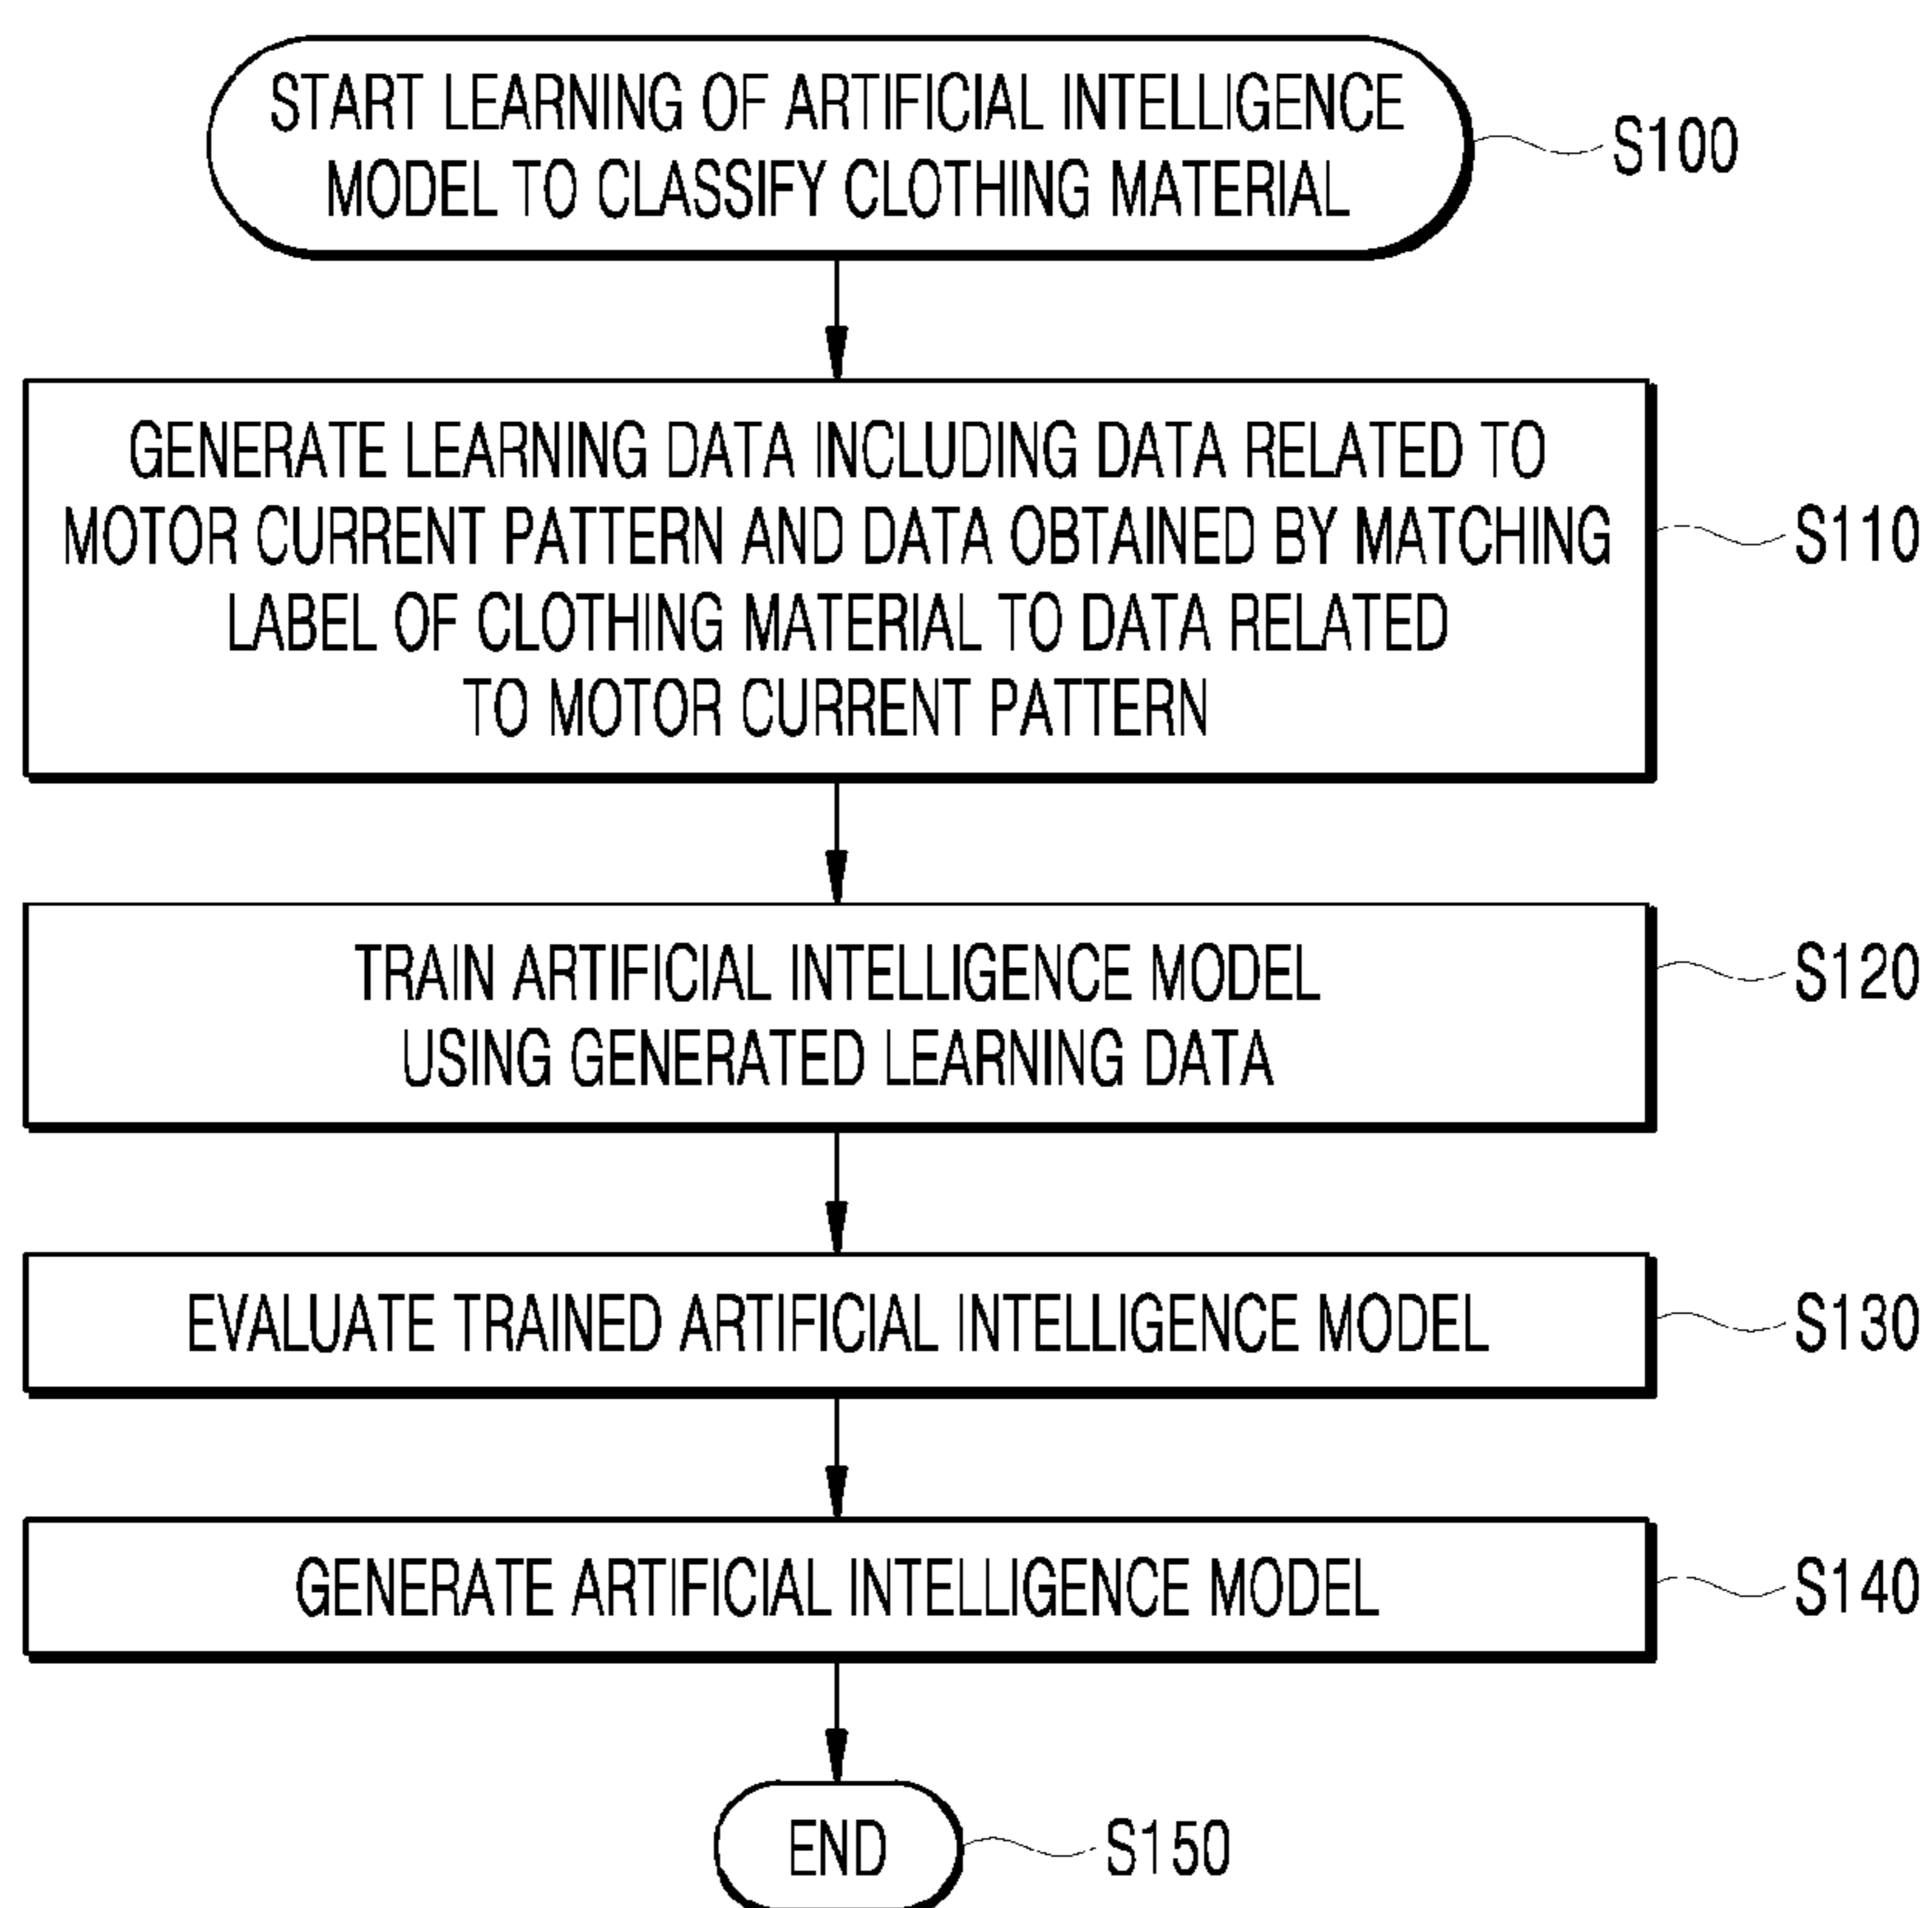 START LEARNING OF ARTIFICIAL INTELLIGENCE
MODEL TO CLASSIFY CLOTHING MATERIAL
S100
GENERATE LEARNING DATA INCLUDING DATA RELATED TO
MOTOR CURRENT PATTERN AND DATA OBTAINED BY MATCHING
LABEL OF CLOTHING MATERIAL TO DATA RELATED
TO MOTOR CURRENT PATTERN
S110
TRAIN ARTIFICIAL INTELLIGENCE MODEL
USING GENERATED LEARNING DATA
S120
EVALUATE TRAINED ARTIFICIAL INTELLIGENCE MODEL
S130
GENERATE ARTIFICIAL INTELLIGENCE MODEL
S140
END
S150